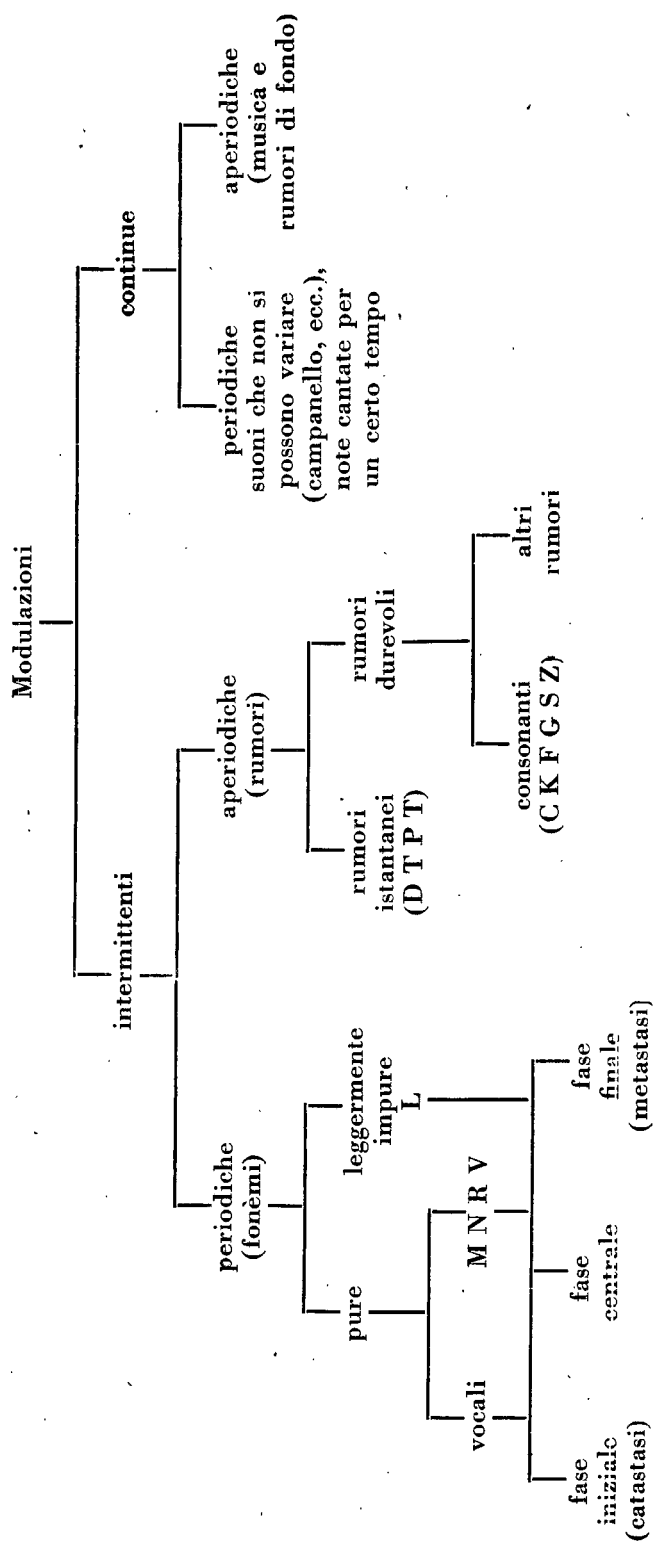 Modulazioni
intermittenti
continue
periodiche
(fonèmi)
aperiodiche
(rumori)
periodiche
suoni che non si
possono variare
(campanello, ecc.),
note cantate per
un certo tempo
aperiodiche
(musica e
rumori di fondo)
pure
leggermente
impure
L
rumori
istantanei
(D T P T)
rumori
durevoli
vocali
M N R V
consonanti
(C K F G S Z)
altri
rumori
fase
iniziale
(catastasi)
fase
centrale
fase
finale
(metastasi)